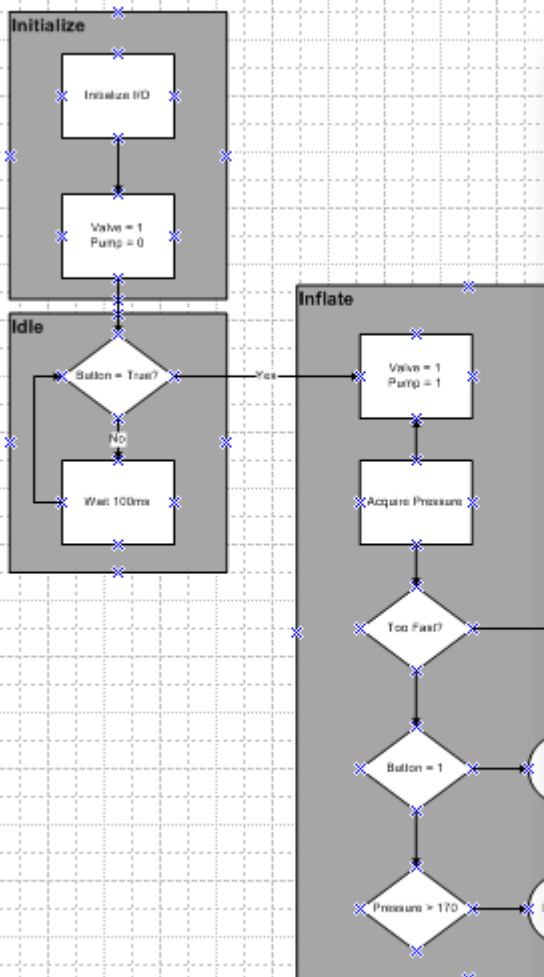 Initialize
Initialize I/O
Valve = 1
Pump = 0
Idle
Button = True?
Yes
No
Wait 100ms
Inflate
Valve = 1
Pump = 1
Acquire Pressure
Too Fast?
Button = 1
Pressure > 170